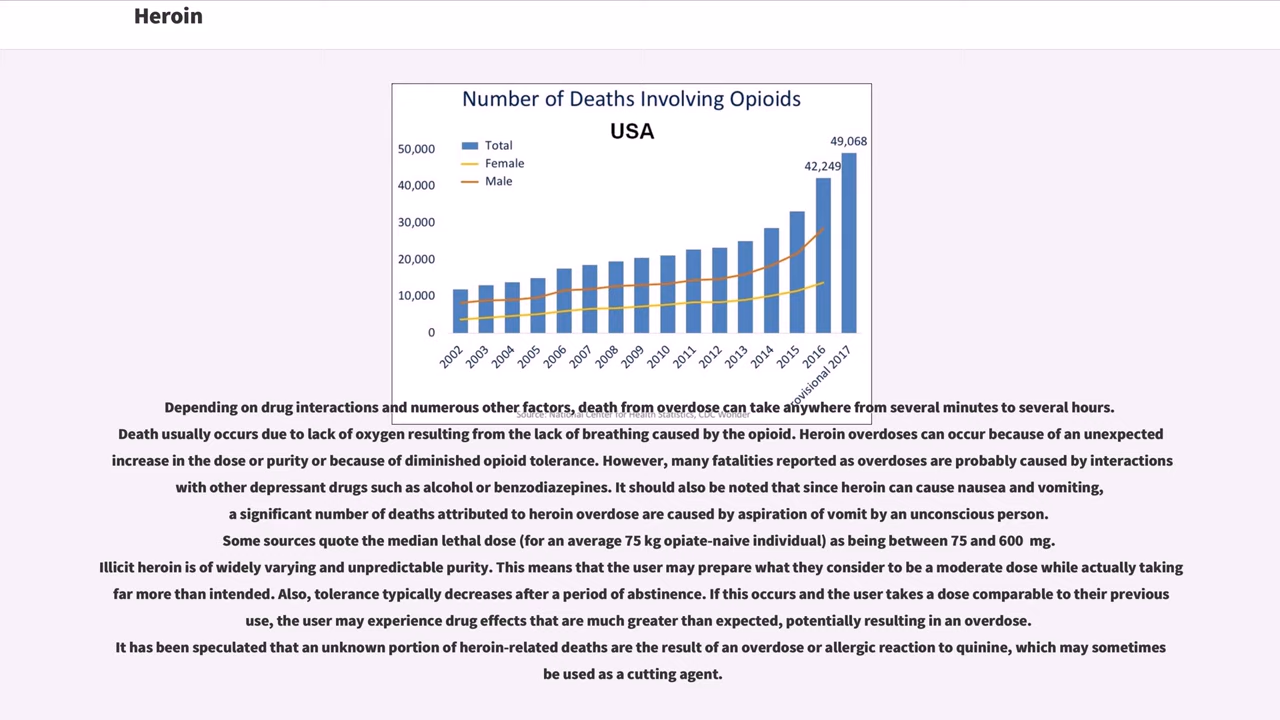 Heroin
Number of Deaths Involving Opioids
USA
Total
Female
Male
50,000
40,000
30,000
20,000
10,000
0
42,249
49,068
2002
2003
2004
2005
2006
2007
2008
2009
2010
2011
2012
2013
2014
2015
2016
rovisional 2017
Source: National Center for Health Statistics, CDC Wonder
Depending on drug interactions and numerous other factors, death from overdose can take anywhere from several minutes to several hours.
Death usually occurs due to lack of oxygen resulting from the lack of breathing caused by the opioid. Heroin overdoses can occur because of an unexpected
increase in the dose or purity or because of diminished opioid tolerance. However, many fatalities reported as overdoses are probably caused by interactions
with other depressant drugs such as alcohol or benzodiazepines. It should also be noted that since heroin can cause nausea and vomiting,
a significant number of deaths attributed to heroin overdose are caused by aspiration of vomit by an unconscious person.
Some sources quote the median lethal dose (for an average 75 kg opiate-naive individual) as being between 75 and 600 mg.
Illicit heroin is of widely varying and unpredictable purity. This means that the user may prepare what they consider to be a moderate dose while actually taking
far more than intended. Also, tolerance typically decreases after a period of abstinence. If this occurs and the user takes a dose comparable to their previous
use, the user may experience drug effects that are much greater than expected, potentially resulting in an overdose.
It has been speculated that an unknown portion of heroin-related deaths are the result of an overdose or allergic reaction to quinine, which may sometimes
be used as a cutting agent.